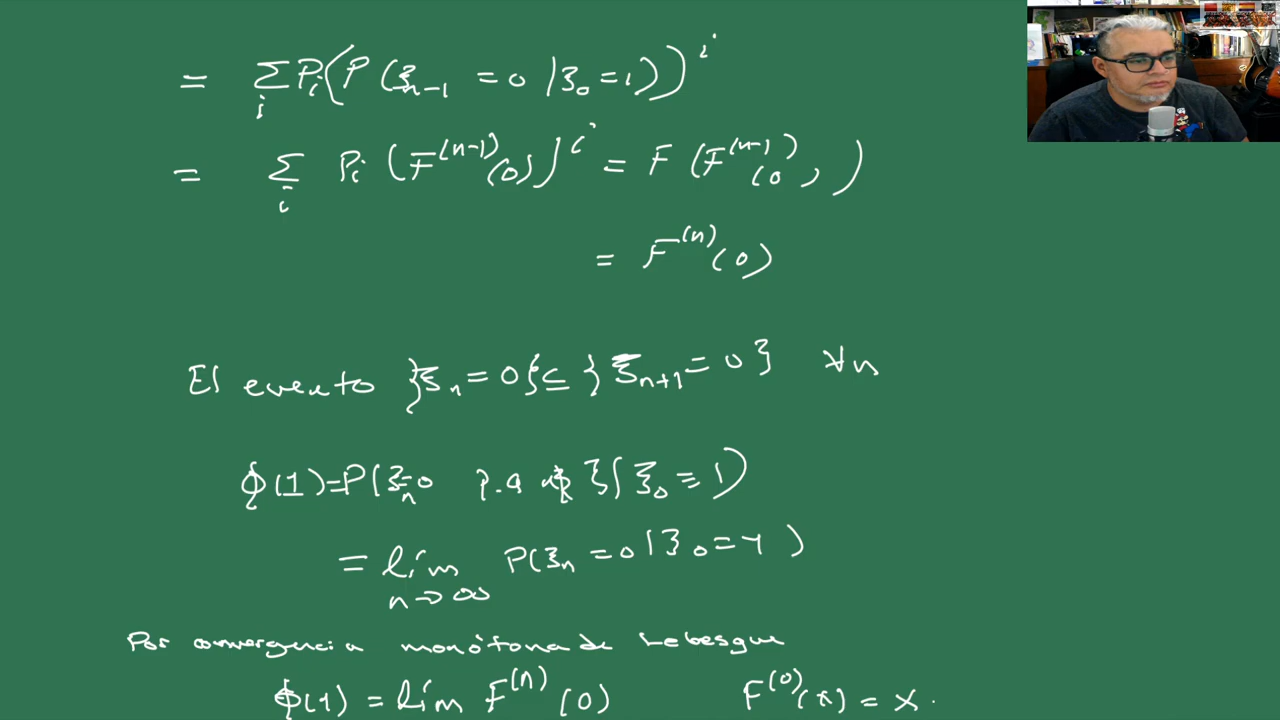 = Σ_i P_i (P (ξ_{n-1} = 0 | ξ_0 = 1))^i
= Σ_i P_i (F^{(n-1)}(0))^i = F (F^{(n-1)}(0))
= F^{(n)}(0)
El evento {ξ_n = 0} ⊆ {ξ_{n+1} = 0} ∀n
ϕ(1) = P(ξ_n = 0 p.a | ξ_0 = 1)
= lím_{n→∞} P(ξ_n = 0 | ξ_0 = 1)
Por convergencia monótona de Lebesgue
ϕ(1) = lím F^{(n)}(0) F^{(0)}(x) = x.